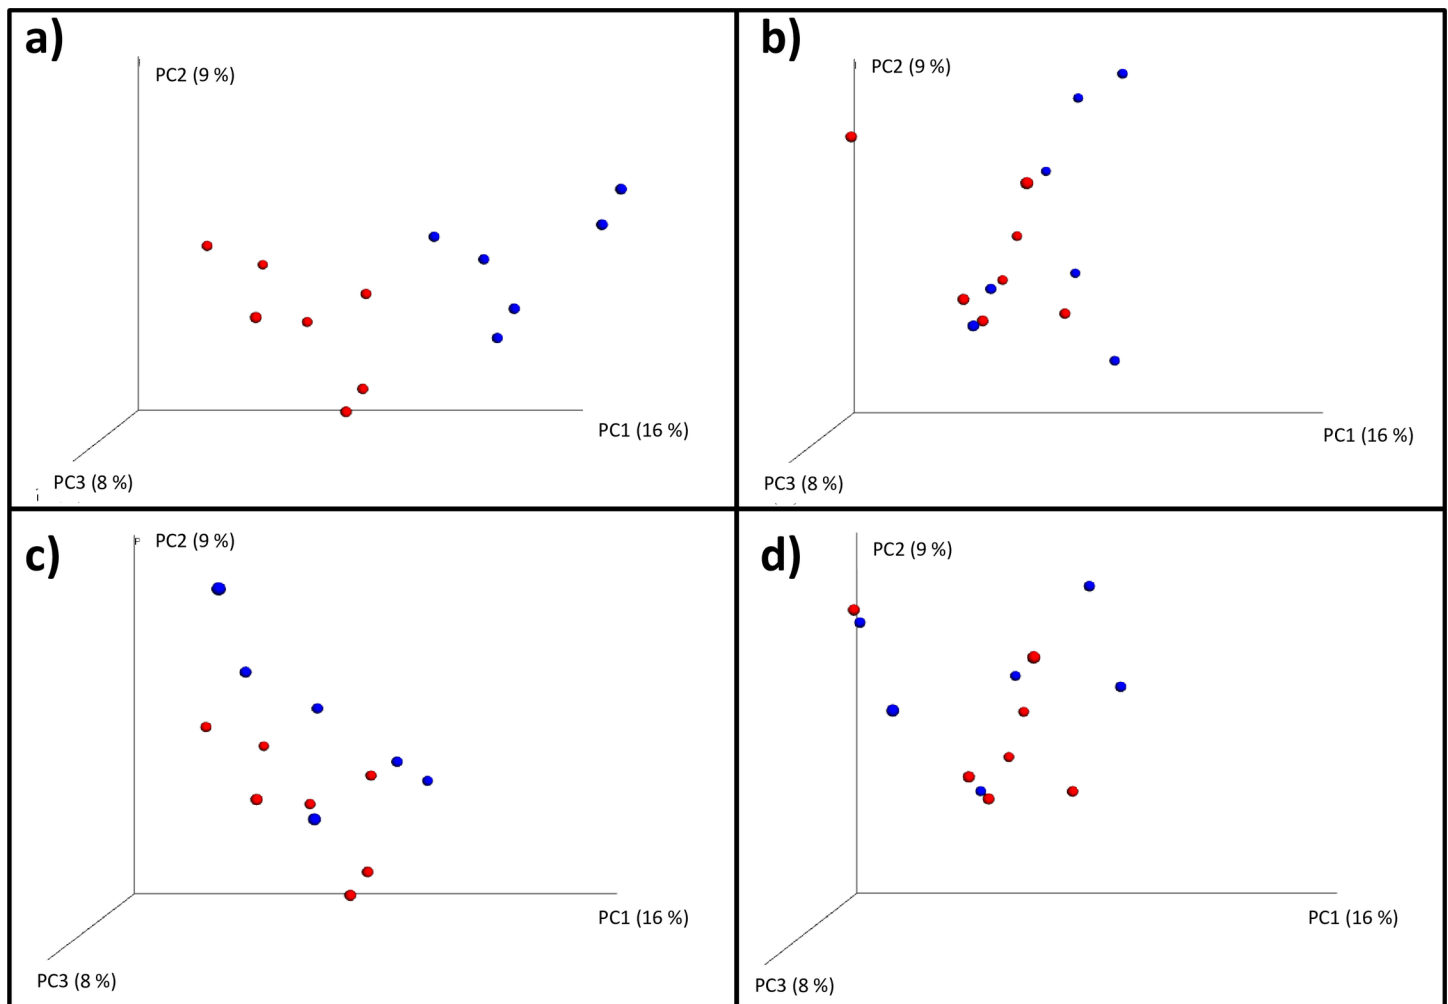 a)
PC2 (9 %)
PC1 (16 %)
PC3 (8 %)
b)
PC2 (9 %)
PC1 (16 %)
PC3 (8 %)
c)
PC2 (9 %)
PC1 (16 %)
PC3 (8 %)
d)
PC2 (9 %)
PC1 (16 %)
PC3 (8 %)